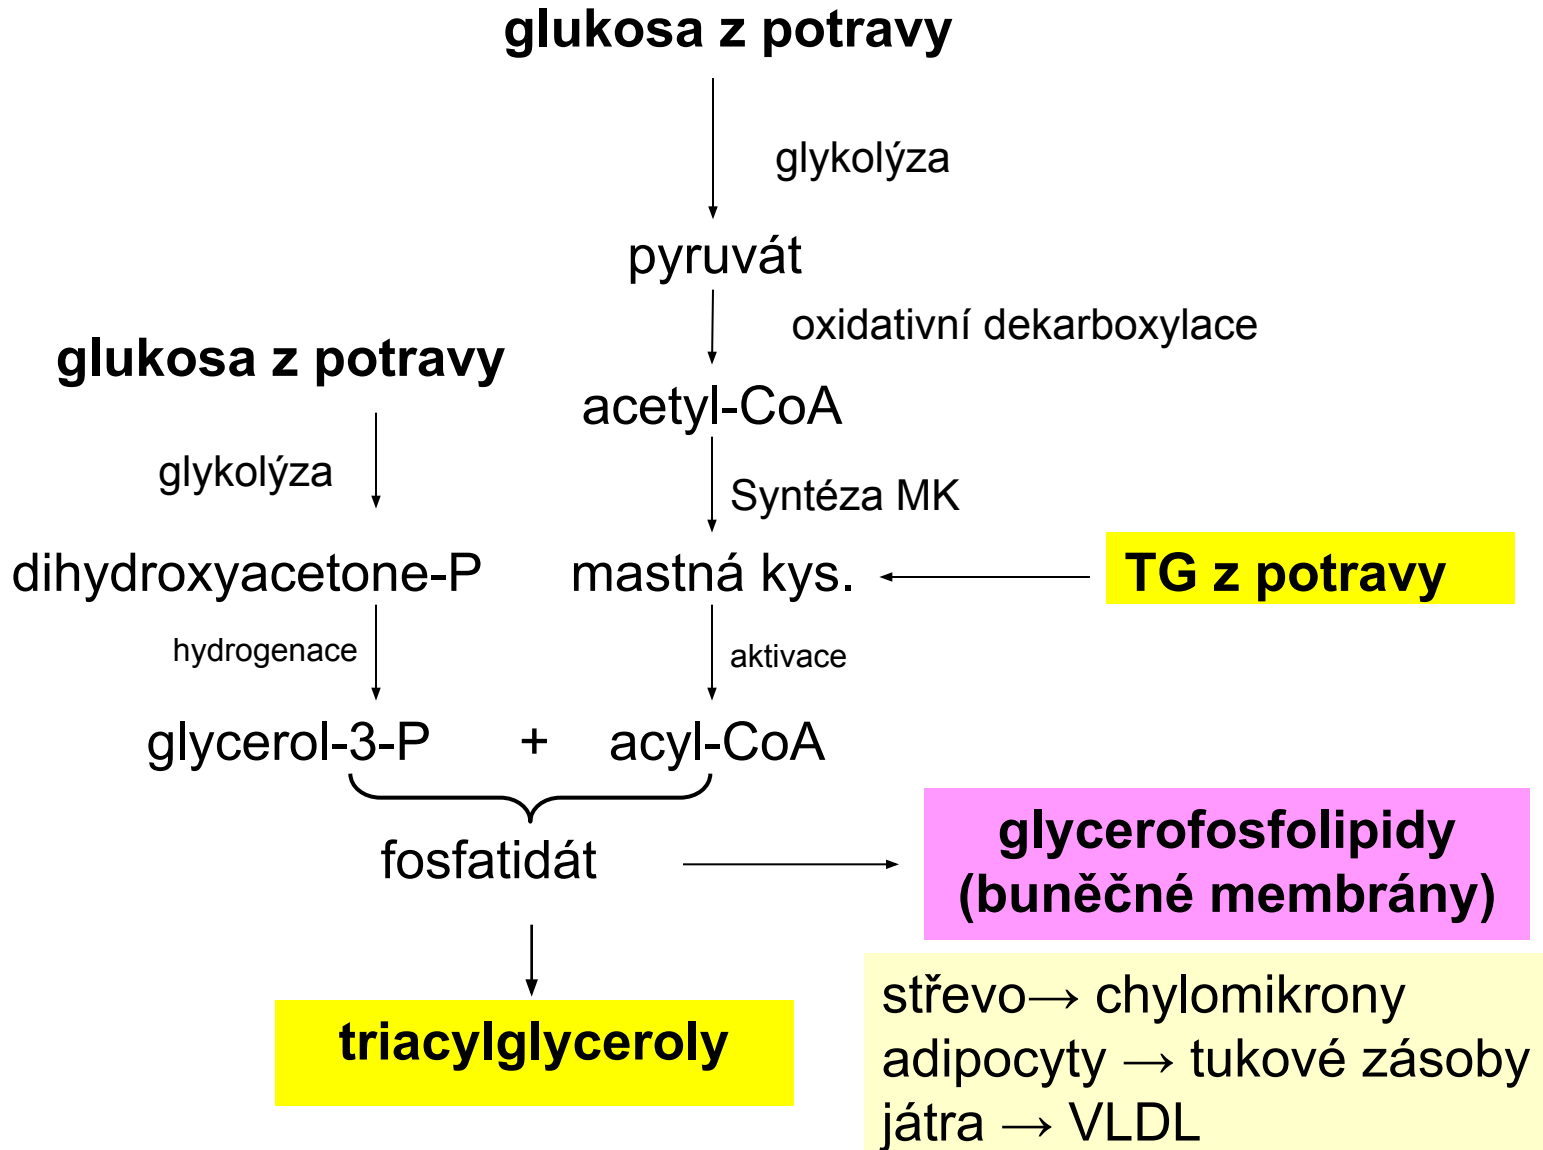 glukosa z potravy
glykolýza
pyruvát
oxidativní dekarboxylace
glukosa z potravy
acetyl-CoA
glykolýza
Syntéza MK
dihydroxyacetone-P
mastná kys.
TG z potravy
hydrogenace
aktivace
glycerol-3-P + acyl-CoA
fosfatidát
glycerofosfolipidy
(buněčné membrány)
triacylglyceroly
střevo→ chylomikrony
adipocyty → tukové zásoby
játra → VLDL